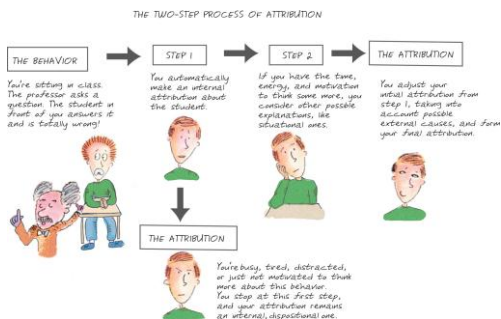 THE TWO-STEP PROCESS OF ATTRIBUTION
THE BEHAVIOR
You're sitting in class.
The professor asks a
question. The student in
front of you answers it
and is totally wrong!
STEP 1
You automatically
make an internal
attribution about
the student.
STEP 2
If you have the time,
energy, and motivation
to think some more, you
consider other possble
explanations, like
situational ones.
THE ATTRIBUTION
You adjust your
initial attribution from
step 1, taking into
account possble
external causes, and form
your final attribution.
THE ATTRIBUTION
You're busy, tired, distracted,
or just not motivated to think
more about this behavior.
You stop at this first step,
and your attribution remains
an internal, dispositional one.